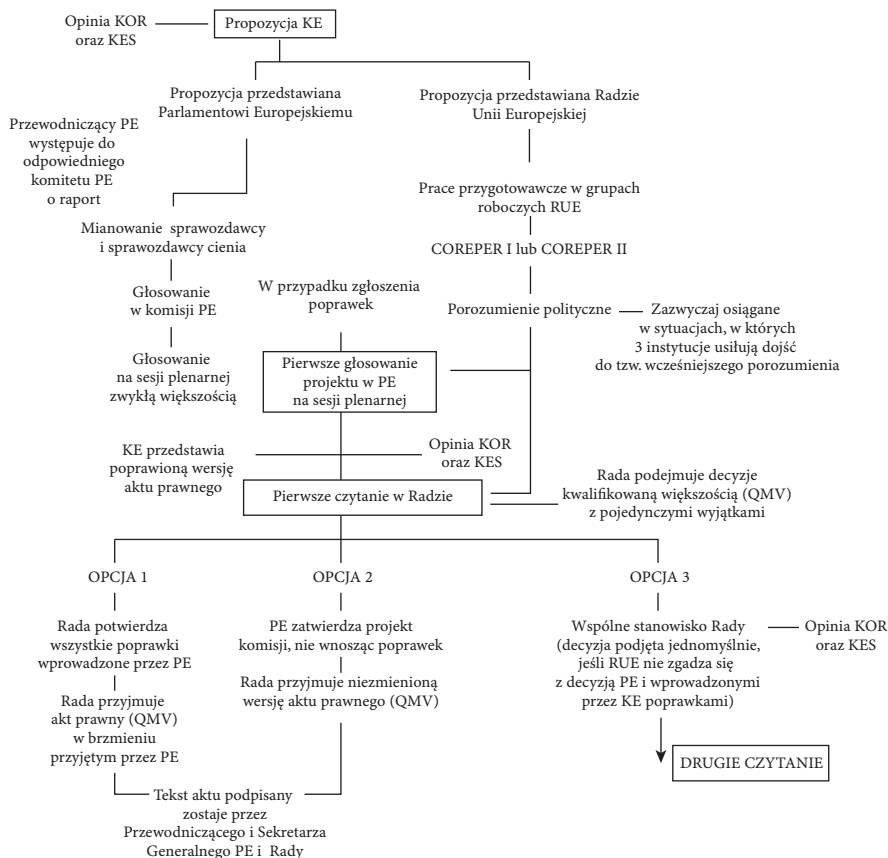 Opinia KOR
oraz KES
Propozycja KE
Propozycja przedstawiana
Parlamentowi Europejskiemu
Propozycja przedstawiana Radzie
Unii Europejskiej
Przewodniczący PE
występuje do
odpowiedniego
komitetu PE
o raport
Prace przygotowawcze w grupach
roboczych RUE
Mianowanie sprawozdawcy
i sprawozdawcy cienia
COREPER I lub COREPER II
Głosowanie
w komisji PE
W przypadku zgłoszenia
poprawek
Porozumienie polityczne
Zazwyczaj osiągane
w sytuacjach, w których
3 instytucje usiłują dojść
do tzw. wcześniejszego porozumienia
Głosowanie
na sesji plenarnej
zwykłą większością
Pierwsze głosowanie
projektu w PE
na sesji plenarnej
KE przedstawia
poprawioną wersję
aktu prawnego
Opinia KOR
oraz KES
Pierwsze czytanie w Radzie
Rada podejmuje decyzje
kwalifikowaną większością (QMV)
z pojedynczymi wyjątkami
OPCJA 1
OPCJA 2
OPCJA 3
Rada potwierdza
wszystkie poprawki
wprowadzone przez PE
Rada przyjmuje
akt prawny (QMV)
w brzmieniu
przyjętym przez PE
PE zatwierdza projekt
komisji, nie wnosząc poprawek
Rada przyjmuje niezmienioną
wersję aktu prawnego (QMV)
Wspólne stanowisko Rady
(decyzja podjęta jednomyślnie,
jeśli RUE nie zgadza się
z decyzją PE i wprowadzonymi
przez KE poprawkami)
Opinia KOR
oraz KES
DRUGIE CZYTANIE
Tekst aktu podpisany
zostaje przez
Przewodniczącego i Sekretarza
Generalnego PE i Rady